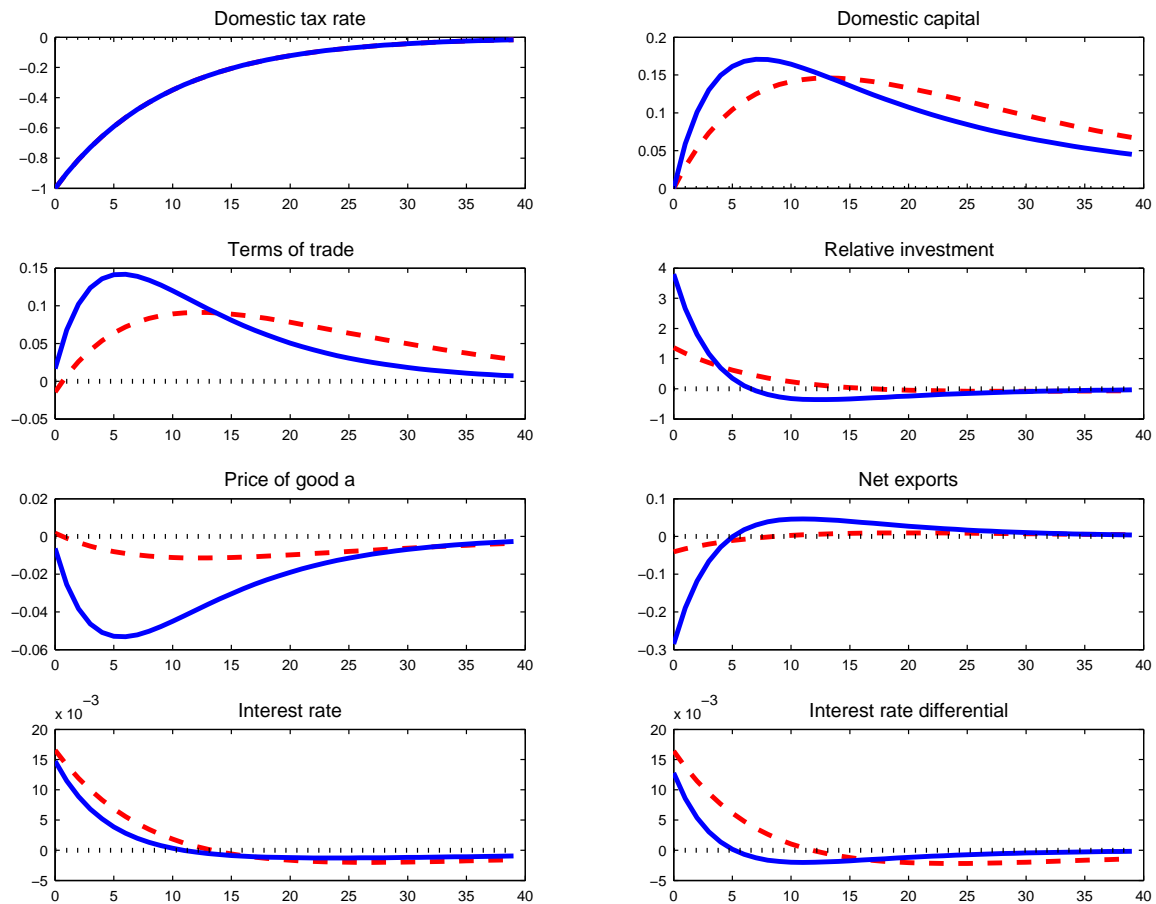 Domestic tax rate
0
−0.2
−0.4
−0.6
−0.8
−1
0 5 10 15 20 25 30 35 40
Domestic capital
0.2
0.15
0.1
0.05
0
0 5 10 15 20 25 30 35 40
Terms of trade
0.15
0.1
0.05
0
−0.05
0 5 10 15 20 25 30 35 40
Relative investment
4
3
2
1
0
−1
0 5 10 15 20 25 30 35 40
Price of good a
0.02
0
−0.02
−0.04
−0.06
0 5 10 15 20 25 30 35 40
Net exports
0.1
0
−0.1
−0.2
−0.3
0 5 10 15 20 25 30 35 40
Interest rate
x 10−3
20
15
10
5
0
−5
0 5 10 15 20 25 30 35 40
Interest rate differential
x 10−3
20
15
10
5
0
−5
0 5 10 15 20 25 30 35 40